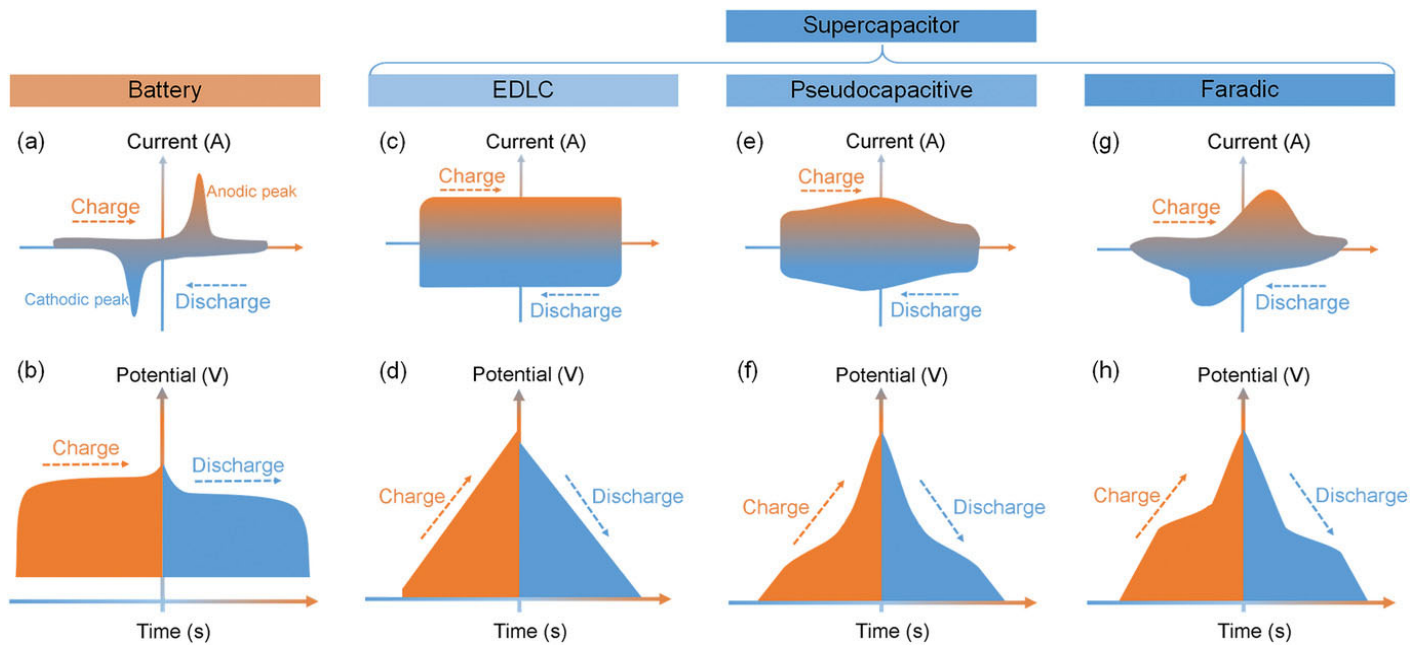 Supercapacitor
Battery
EDLC
Pseudocapacitive
Faradic
(a)
Current (A)
Charge
Anodic peak
Cathodic peak
Discharge
(c)
Current (A)
Charge
Discharge
(e)
Current (A)
Charge
Discharge
(g)
Current (A)
Charge
Discharge
(b)
Potential (V)
Charge
Discharge
Time (s)
(d)
Potential (V)
Charge
Discharge
Time (s)
(f)
Potential (V)
Charge
Discharge
Time (s)
(h)
Potential (V)
Charge
Discharge
Time (s)